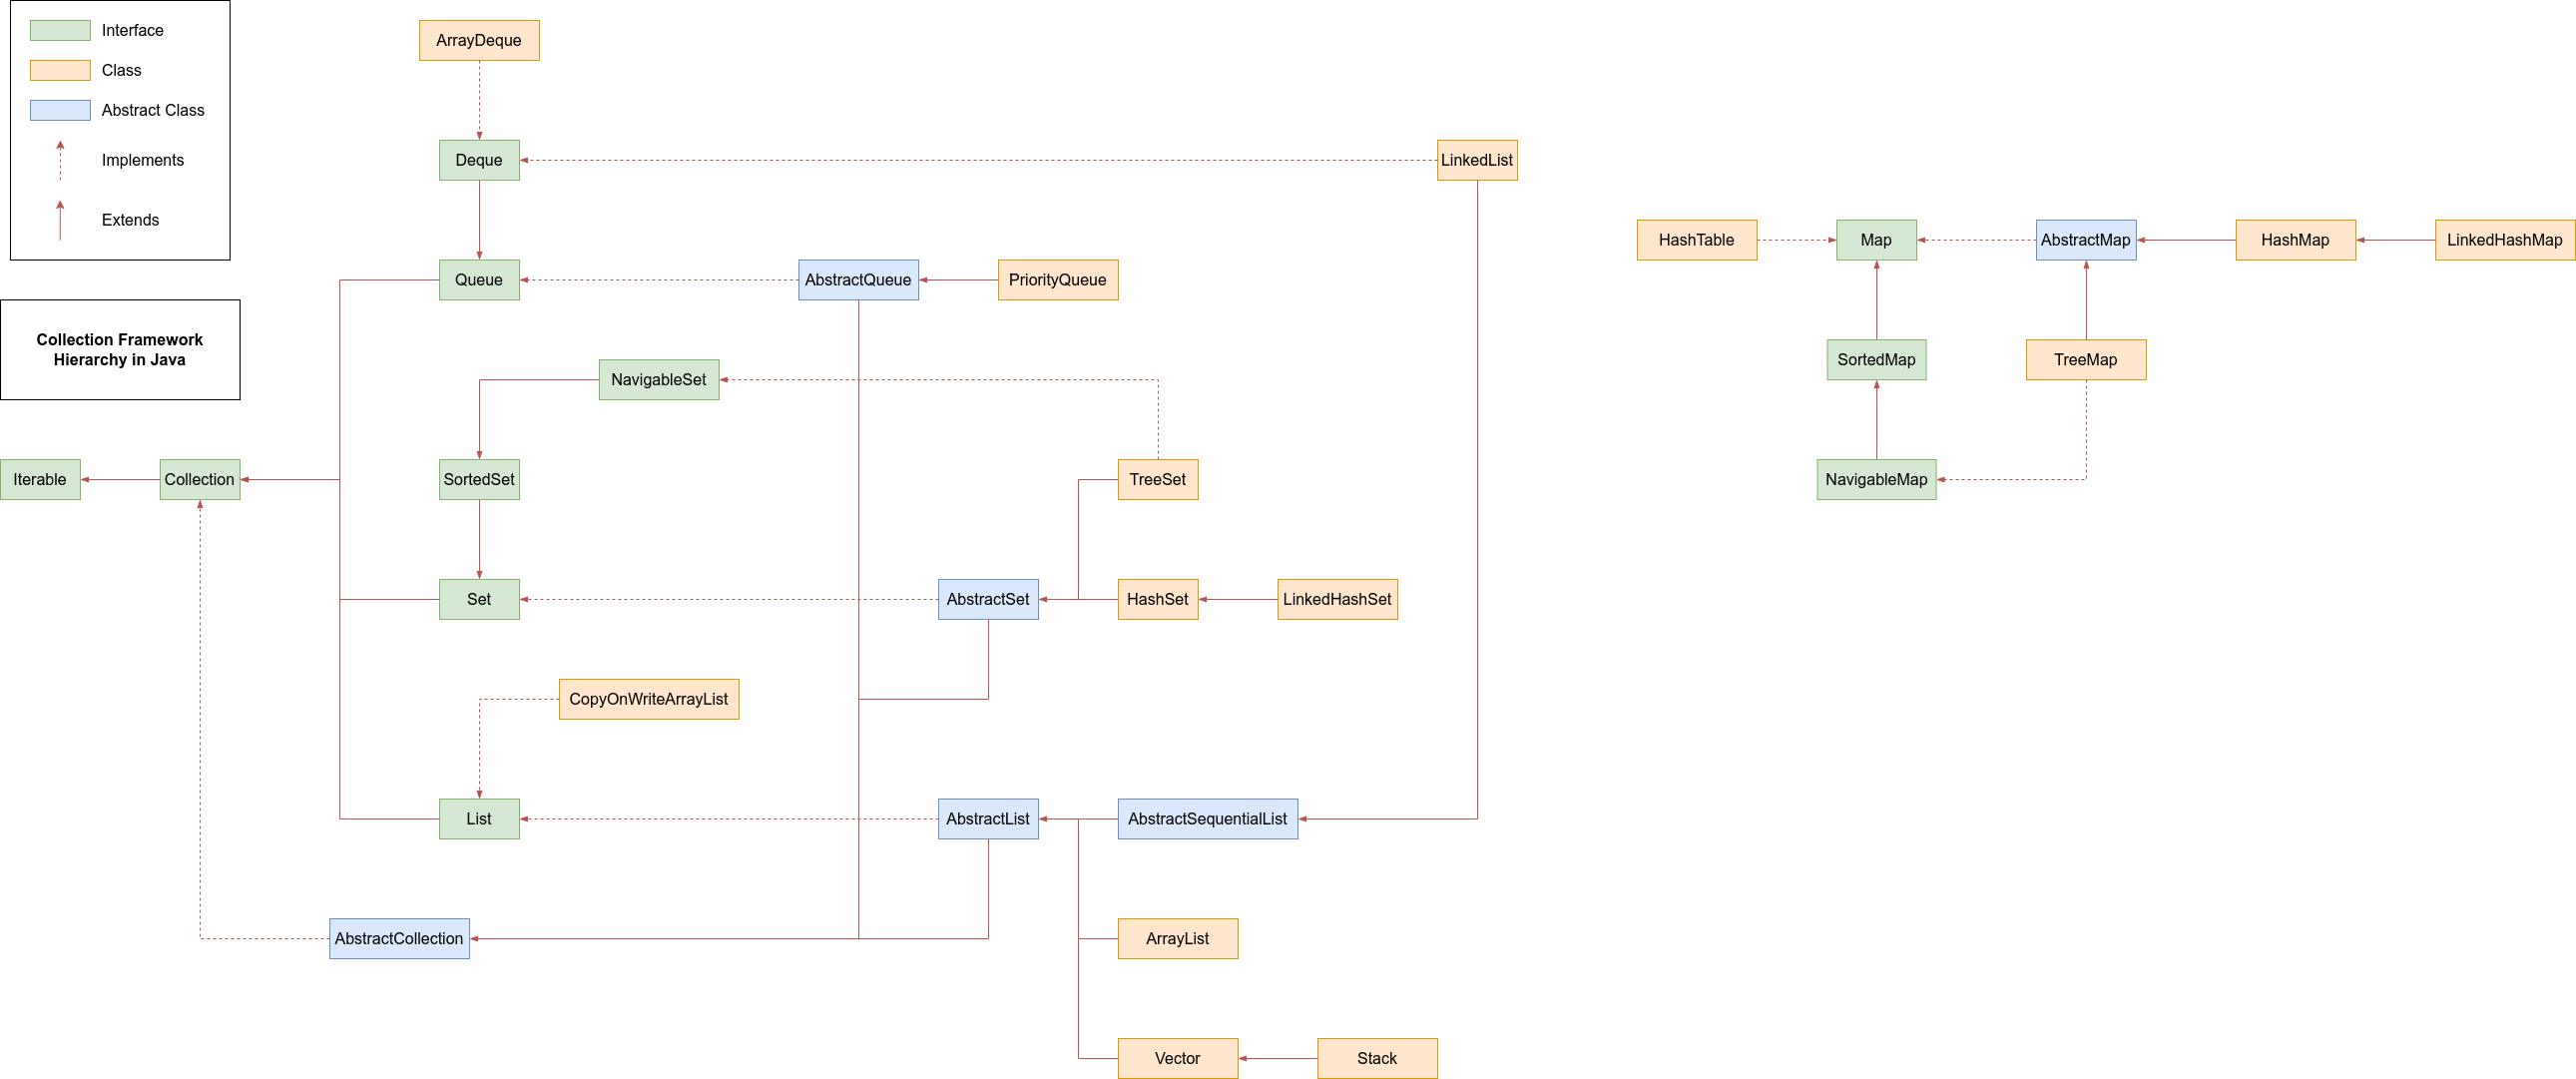 Interface
Class
Abstract Class
Implements
Extends
Collection Framework
Hierarchy in Java
ArrayDeque
Deque
LinkedList
HashTable
Map
AbstractMap
HashMap
LinkedHashMap
Queue
AbstractQueue
PriorityQueue
SortedMap
TreeMap
NavigableSet
Iterable
Collection
SortedSet
TreeSet
NavigableMap
Set
AbstractSet
HashSet
LinkedHashSet
CopyOnWriteArrayList
List
AbstractList
AbstractSequentialList
AbstractCollection
ArrayList
Vector
Stack